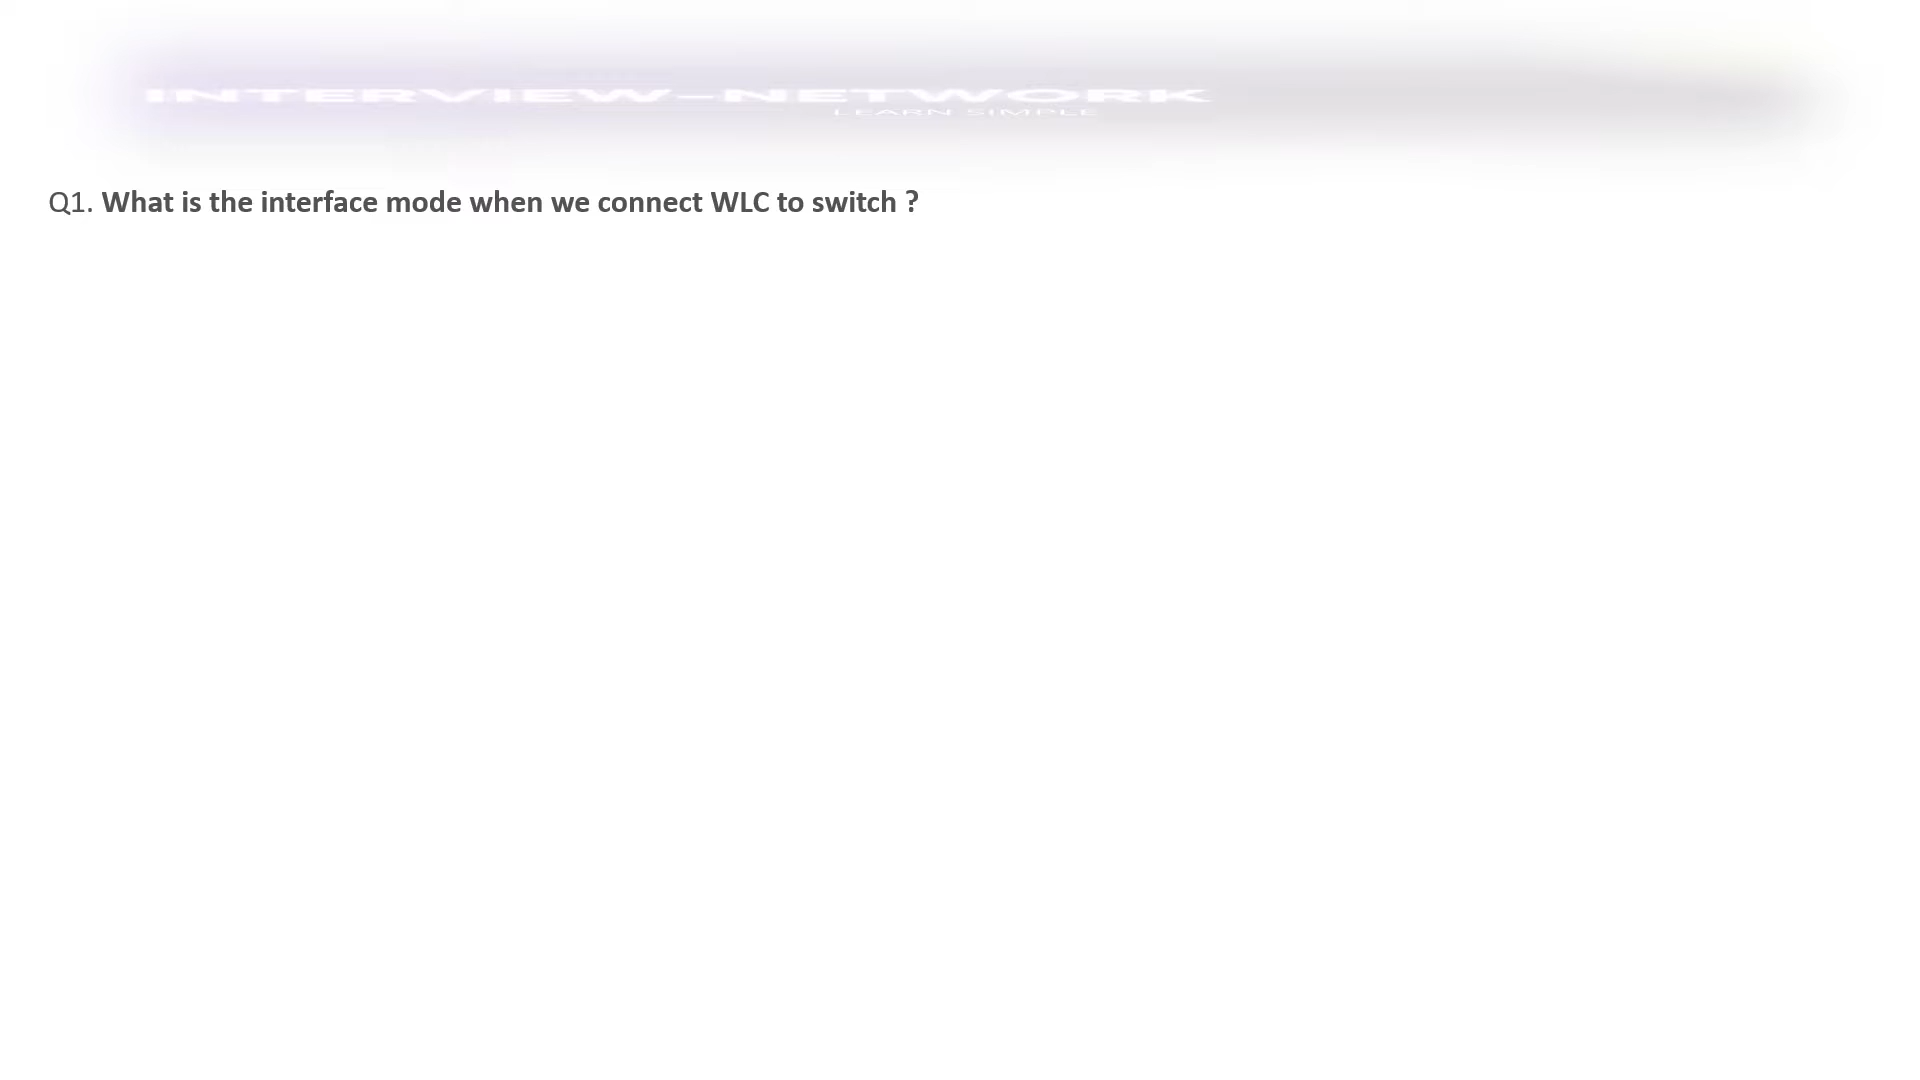 INTERVIEW-NETWORK
LEARN SIMPLE
Q1. What is the interface mode when we connect WLC to switch ?